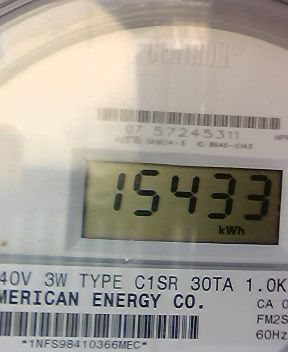 CENTRON®
07 57245311
15433
kWh
40V 3W TYPE C1SR 30TA 1.0K
MERICAN ENERGY CO.
CA 0
FM2S
60Hz
*1NFS98410366MEC*